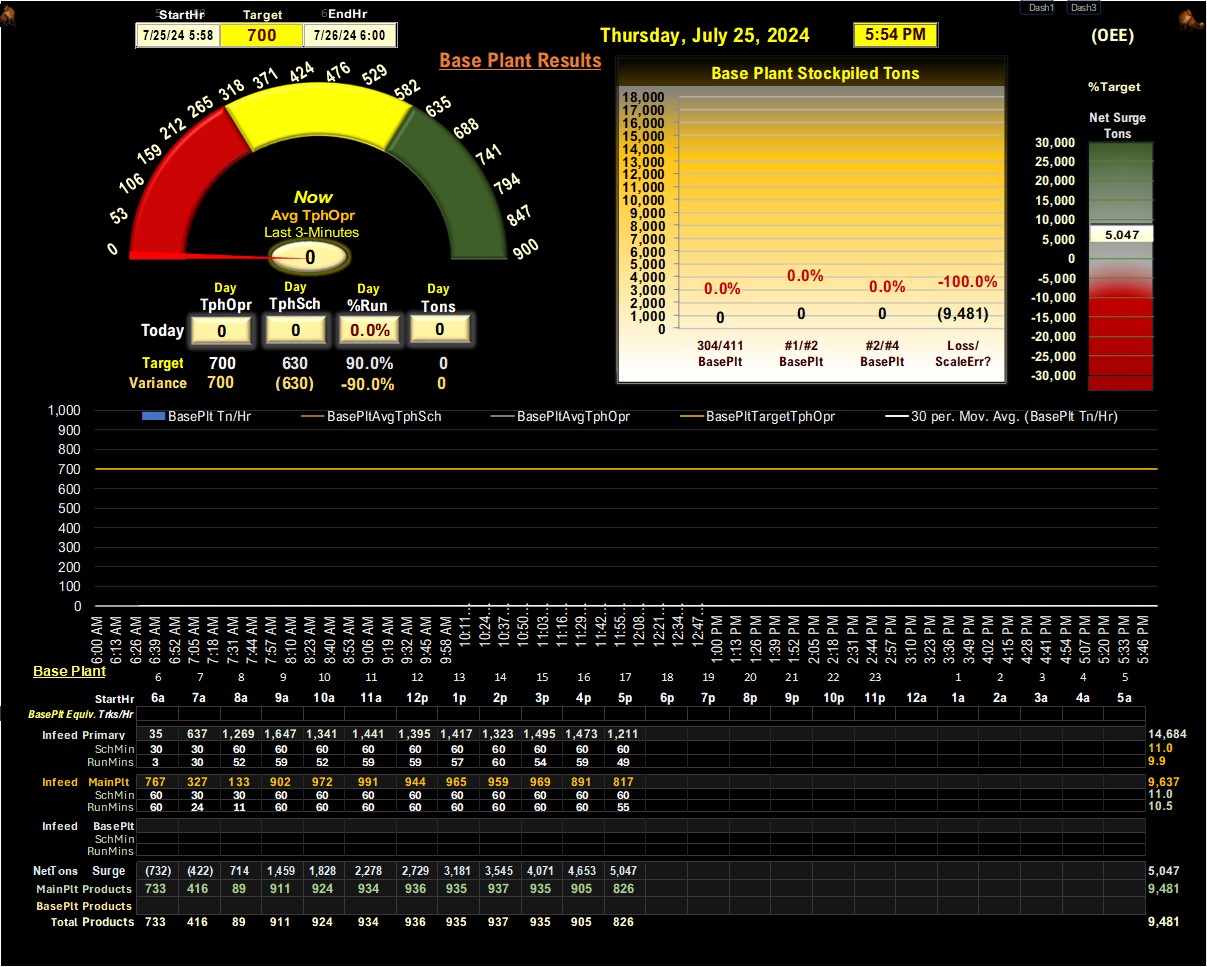 Dash1 Dash3
StartHr Target EndHr
7/25/24 5:58 700 7/26/24 6:00
Thursday, July 25, 2024 5:54 PM (OEE)
Base Plant Results
0 53 106 159 212 265 318 371 424 476 529 582 635 688 741 794 847 900
Now
Avg TphOpr
Last 3-Minutes
0
Day Day Day Day
TphOpr TphSch %Run Tons
Today 0 0 0.0% 0
Target 700 630 90.0% 0
Variance 700 (630) -90.0% 0
Base Plant Stockpiled Tons
18,000
17,000
16,000
15,000
14,000
13,000
12,000
11,000
10,000
9,000
8,000
7,000
6,000
5,000
4,000
3,000
2,000
1,000
0
0.0% 0.0% 0.0% -100.0%
0 0 0 (9,481)
304/411 #1/#2 #2/#4 Loss/
BasePlt BasePlt BasePlt ScaleErr?
%Target
Net Surge
Tons
30,000
25,000
20,000
15,000
10,000
5,000
0
-5,000
-10,000
-15,000
-20,000
-25,000
-30,000
5,047
BasePlt Tn/Hr BasePltAvgTphSch BasePltAvgTphOpr BasePltTargetTphOpr 30 per. Mov. Avg. (BasePlt Tn/Hr)
1,000
900
800
700
600
500
400
300
200
100
0
6:00 AM 6:13 AM 6:26 AM 6:39 AM 6:52 AM 7:05 AM 7:18 AM 7:31 AM 7:44 AM 7:57 AM 8:10 AM 8:23 AM 8:40 AM 8:53 AM 9:06 AM 9:19 AM 9:32 AM 9:45 AM 9:58 AM 10:11... 10:24... 10:37... 10:50... 11:03... 11:16... 11:29... 11:42... 11:55... 12:08... 12:21... 12:34... 12:47... 1:00 PM 1:13 PM 1:26 PM 1:39 PM 1:52 PM 2:05 PM 2:18 PM 2:31 PM 2:44 PM 2:57 PM 3:10 PM 3:23 PM 3:36 PM 3:49 PM 4:02 PM 4:15 PM 4:28 PM 4:41 PM 4:54 PM 5:07 PM 5:20 PM 5:33 PM 5:46 PM
Base Plant
6 7 8 9 10 11 12 13 14 15 16 17 18 19 20 21 22 23 1 2 3 4 5
StartHr 6a 7a 8a 9a 10a 11a 12p 1p 2p 3p 4p 5p 6p 7p 8p 9p 10p 11p 12a 1a 2a 3a 4a 5a
BasePlt Equiv. Trks/Hr
Infeed Primary 35 637 1,269 1,647 1,341 1,441 1,395 1,417 1,323 1,495 1,473 1,211 14,684
SchMin 30 30 60 60 60 60 60 60 60 60 60 60 11.0
RunMins 3 30 52 59 52 59 59 57 60 54 59 49 9.9
Infeed MainPlt 767 327 133 902 972 991 944 965 959 969 891 817 9,637
SchMin 60 30 30 60 60 60 60 60 60 60 60 60 11.0
RunMins 60 24 11 60 60 60 60 60 60 60 60 55 10.5
Infeed BasePlt
SchMin
RunMins
NetTons Surge (732) (422) 714 1,459 1,828 2,278 2,729 3,181 3,545 4,071 4,653 5,047 5,047
MainPlt Products 733 416 89 911 924 934 936 935 937 935 905 826 9,481
BasePlt Products
Total Products 733 416 89 911 924 934 936 935 937 935 905 826 9,481